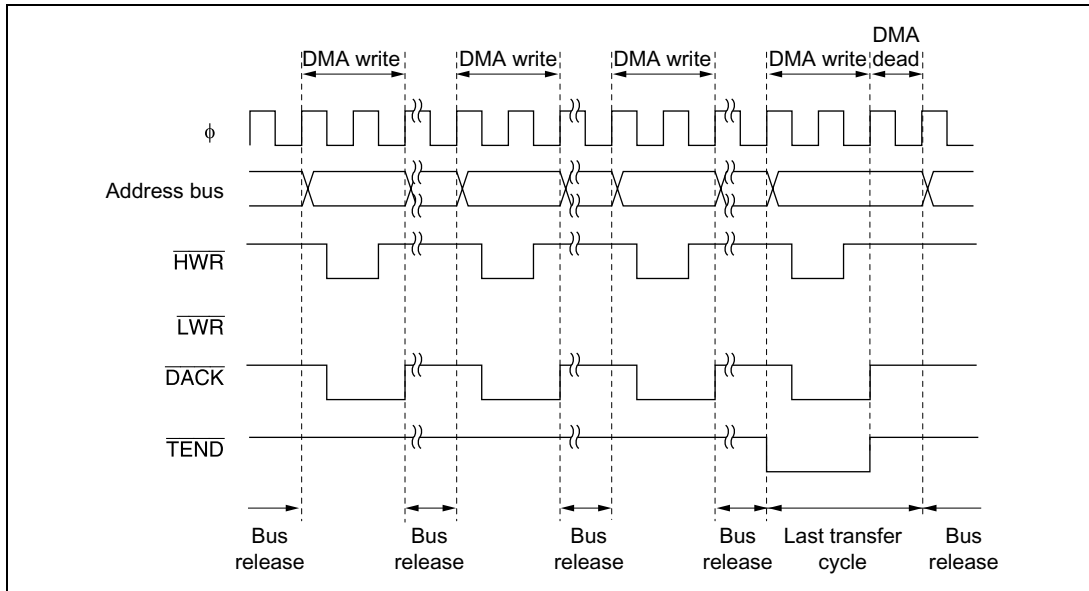 DMA
DMA write DMA write DMA write DMA write dead
ϕ
Address bus
HWR
LWR
DACK
TEND
Bus Bus Bus Bus Last transfer Bus
release release release release cycle release